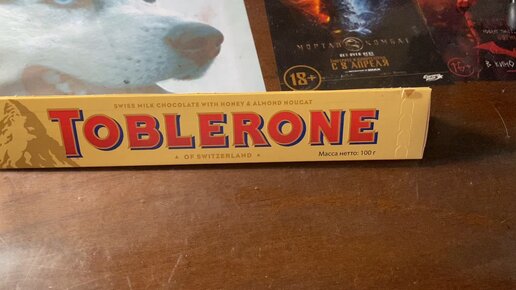 МОРТАЛ КОМБАТ
С 8 АПРЕЛЯ
18+
16+
В КИНО
SWISS MILK CHOCOLATE WITH HONEY & ALMOND NOUGAT
TOBLERONE
OF SWITZERLAND
Масса нетто: 100 г